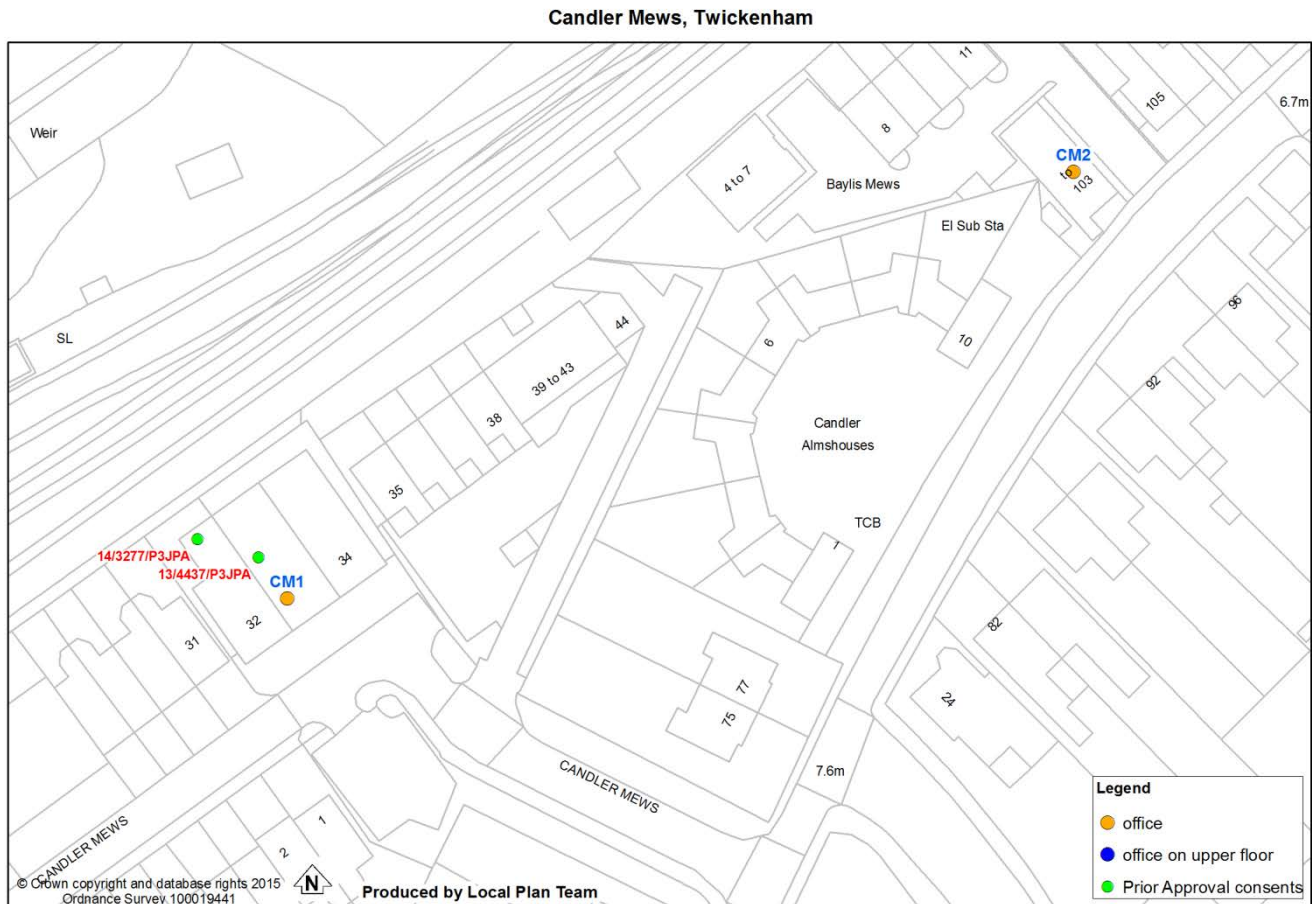 Candler Mews, Twickenham
Weir
11
105
6.7m
8
CM2
4 to 7
to
103
Baylis Mews
El Sub Sta
96
SL
44
6
10
39 to 43
92
38
Candler
Almshouses
35
TCB
14/3277/P3JPA
13/4437/P3JPA
34
1
CM1
32
31
82
77
75
24
CANDLER MEWS
7.6m
CANDLER MEWS
1
2
Legend
office
office on upper floor
Prior Approval consents
N
© Crown copyright and database rights 2015
Ordnance Survey 100019441
Produced by Local Plan Team